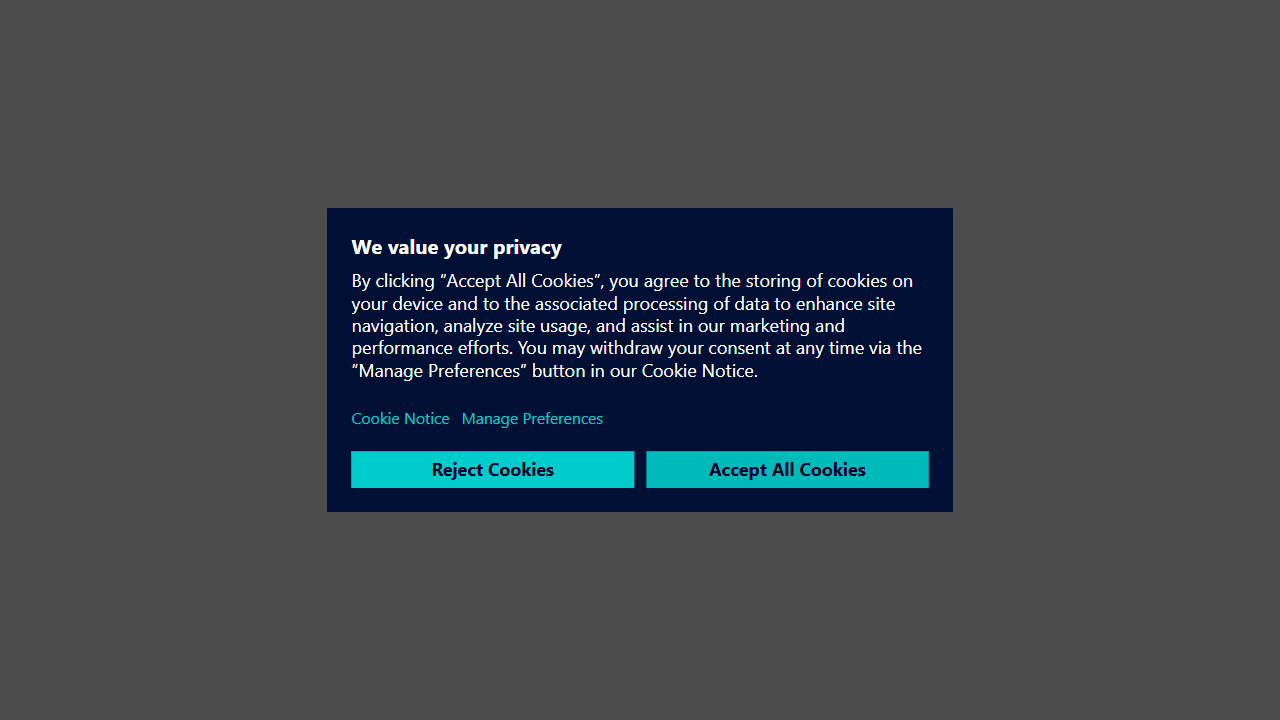 We value your privacy
By clicking “Accept All Cookies”, you agree to the storing of cookies on
your device and to the associated processing of data to enhance site
navigation, analyze site usage, and assist in our marketing and
performance efforts. You may withdraw your consent at any time via the
“Manage Preferences” button in our Cookie Notice.
Cookie Notice Manage Preferences
Reject Cookies Accept All Cookies